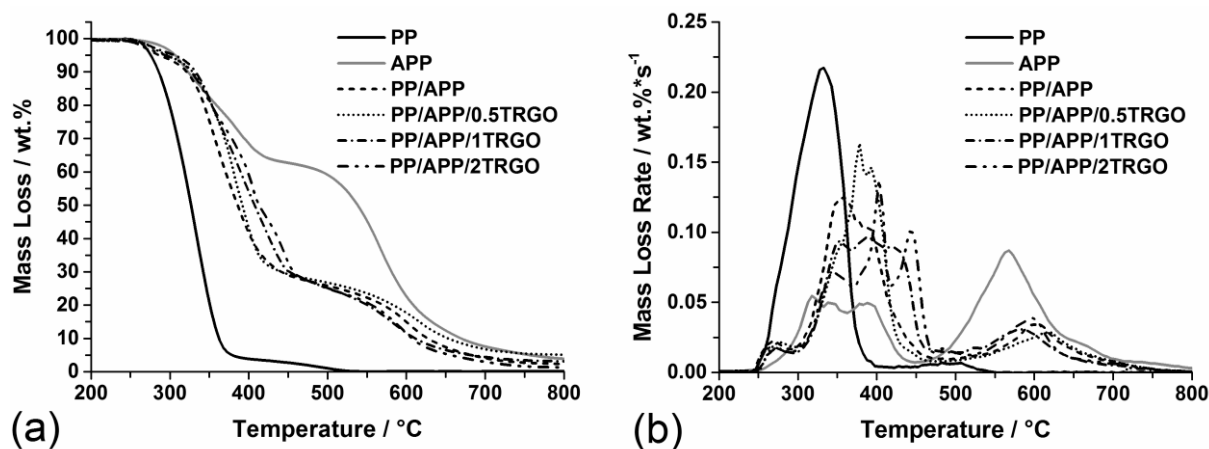 Mass Loss / wt.%
100
90
80
70
60
50
40
30
20
10
0
200 300 400 500 600 700 800
Temperature / °C
PP
APP
PP/APP
PP/APP/0.5TRGO
PP/APP/1TRGO
PP/APP/2TRGO
(a)
Mass Loss Rate / wt.%*s-1
0.25
0.20
0.15
0.10
0.05
0.00
200 300 400 500 600 700 800
Temperature / °C
PP
APP
PP/APP
PP/APP/0.5TRGO
PP/APP/1TRGO
PP/APP/2TRGO
(b)